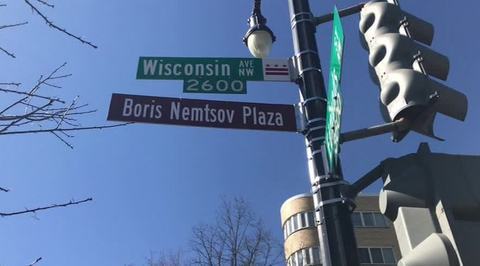 Wisconsin AVE NW
2600
Boris Nemtsov Plaza